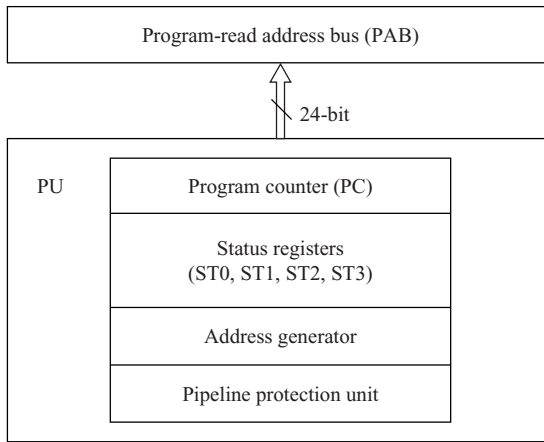 Program-read address bus (PAB)
24-bit
PU
Program counter (PC)
Status registers
(ST0, ST1, ST2, ST3)
Address generator
Pipeline protection unit